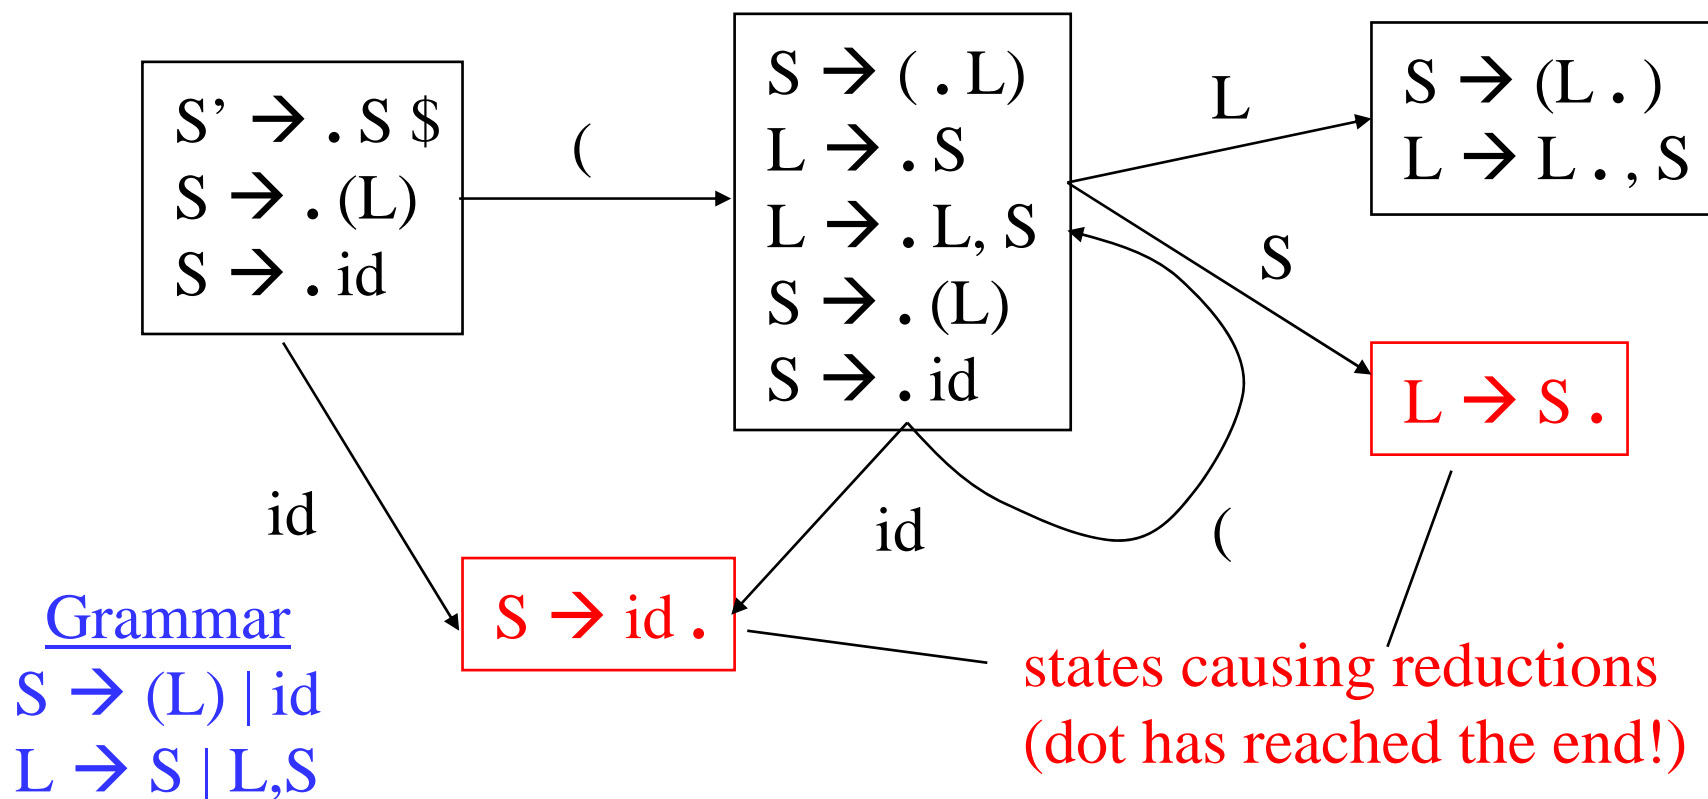 S’ → . S $
S → . (L)
S → . id
(
S → ( . L)
L → . S
L → . L, S
S → . (L)
S → . id
L
S → (L . )
L → L . , S
S
L → S .
id
id
(
S → id .
states causing reductions
(dot has reached the end!)
Grammar
S → (L) | id
L → S | L,S